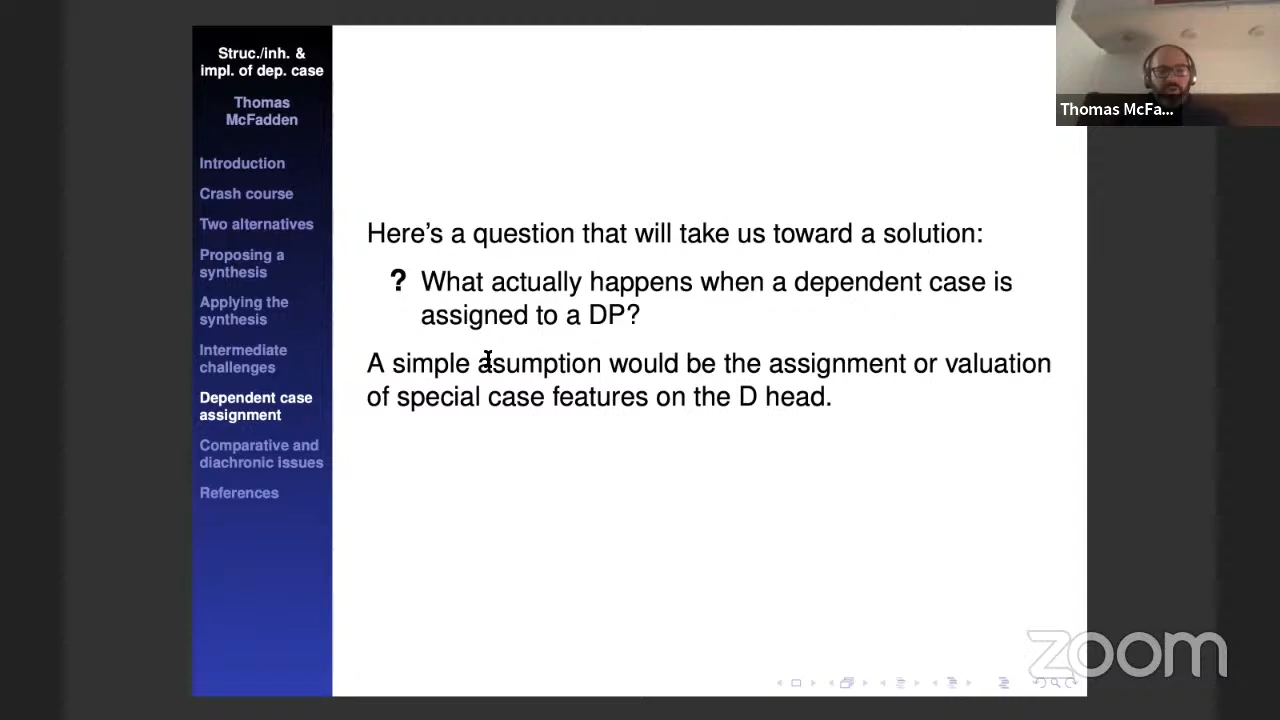 Struc./inh. &
impl. of dep. case
Thomas
McFadden
Introduction
Crash course
Two alternatives
Proposing a
synthesis
Applying the
synthesis
Intermediate
challenges
Dependent case
assignment
Comparative and
diachronic issues
References
Here's a question that will take us toward a solution:
? What actually happens when a dependent case is
assigned to a DP?
A simple asumption would be the assignment or valuation
of special case features on the D head.
Thomas McFa...
zoom